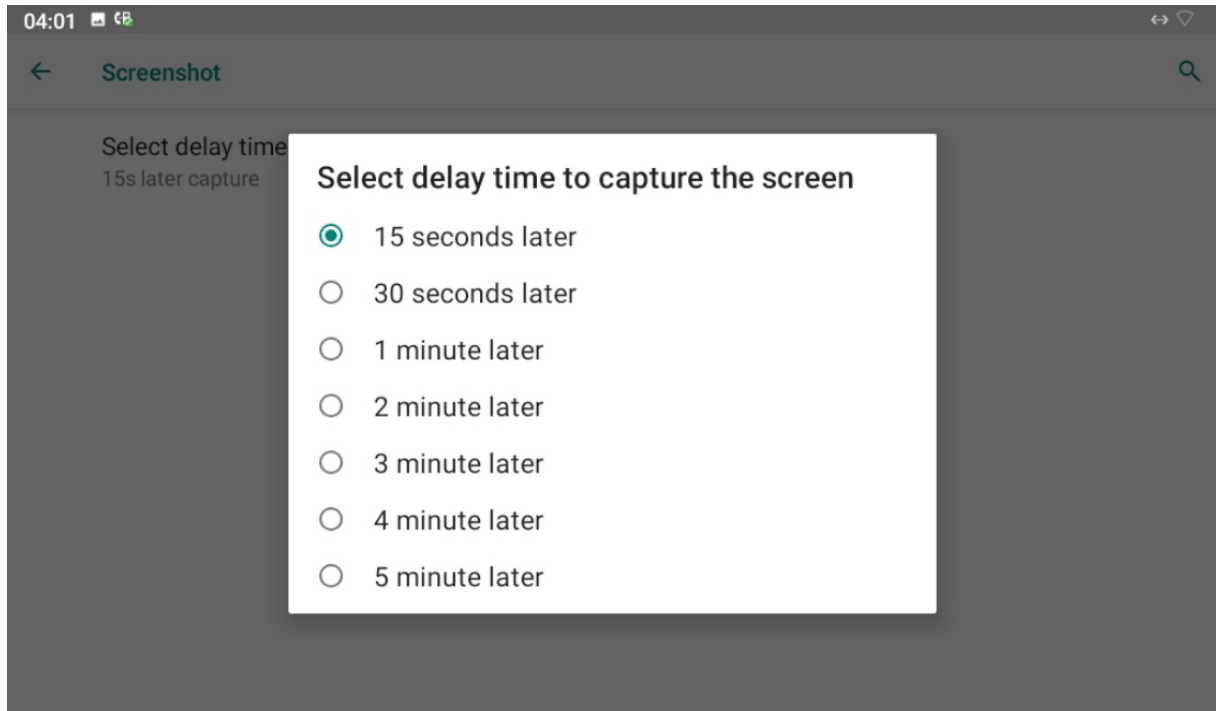 04:01
Screenshot
Select delay time
15s later capture
Select delay time to capture the screen
15 seconds later
30 seconds later
1 minute later
2 minute later
3 minute later
4 minute later
5 minute later